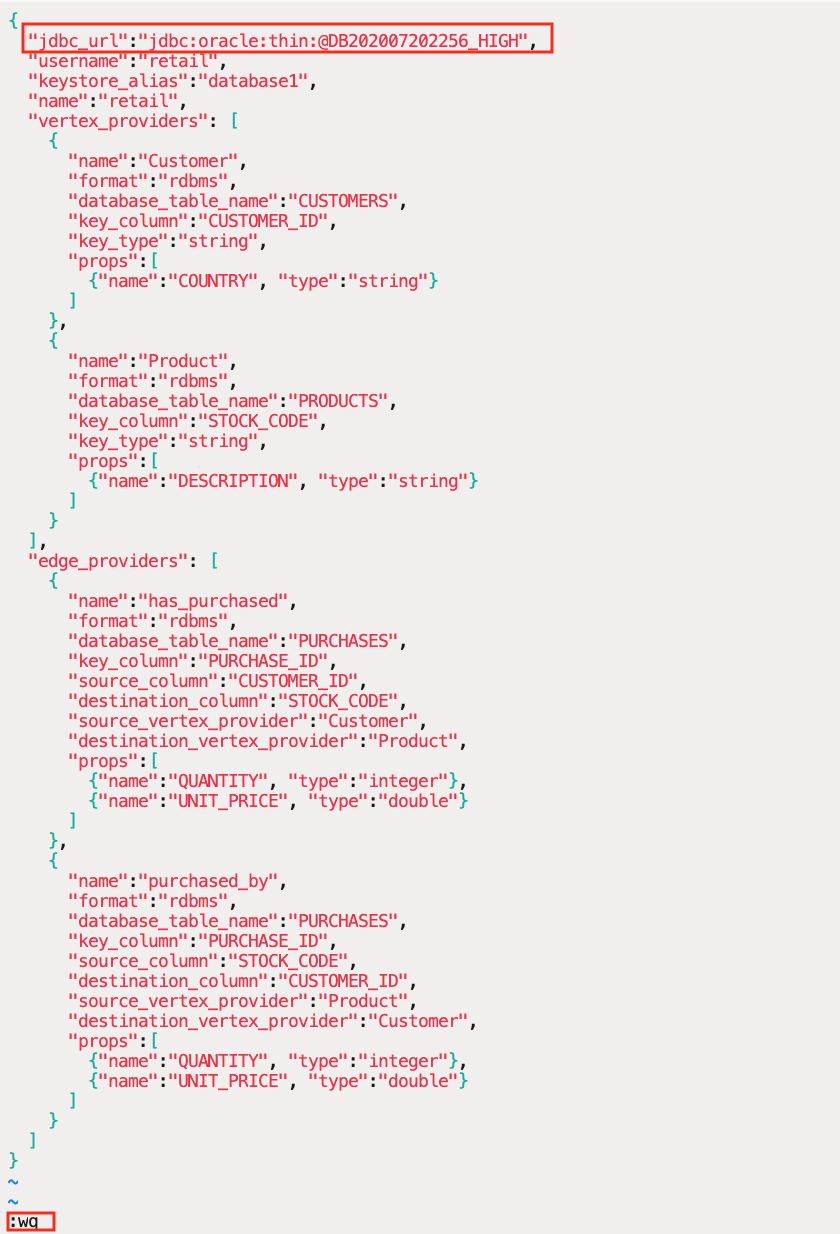 {
  "jdbc_url":"jdbc:oracle:thin:@DB202007202256_HIGH",
  "username":"retail",
  "keystore_alias":"database1",
  "name":"retail",
  "vertex_providers": [
    {
      "name":"Customer",
      "format":"rdbms",
      "database_table_name":"CUSTOMERS",
      "key_column":"CUSTOMER_ID",
      "key_type":"string",
      "props":[
        {"name":"COUNTRY", "type":"string"}
      ]
    },
    {
      "name":"Product",
      "format":"rdbms",
      "database_table_name":"PRODUCTS",
      "key_column":"STOCK_CODE",
      "key_type":"string",
      "props":[
        {"name":"DESCRIPTION", "type":"string"}
      ]
    }
  ],
  "edge_providers": [
    {
      "name":"has_purchased",
      "format":"rdbms",
      "database_table_name":"PURCHASES",
      "key_column":"PURCHASE_ID",
      "source_column":"CUSTOMER_ID",
      "destination_column":"STOCK_CODE",
      "source_vertex_provider":"Customer",
      "destination_vertex_provider":"Product",
      "props":[
        {"name":"QUANTITY", "type":"integer"},
        {"name":"UNIT_PRICE", "type":"double"}
      ]
    },
    {
      "name":"purchased_by",
      "format":"rdbms",
      "database_table_name":"PURCHASES",
      "key_column":"PURCHASE_ID",
      "source_column":"STOCK_CODE",
      "destination_column":"CUSTOMER_ID",
      "source_vertex_provider":"Product",
      "destination_vertex_provider":"Customer",
      "props":[
        {"name":"QUANTITY", "type":"integer"},
        {"name":"UNIT_PRICE", "type":"double"}
      ]
    }
  ]
}
~
~
:wq